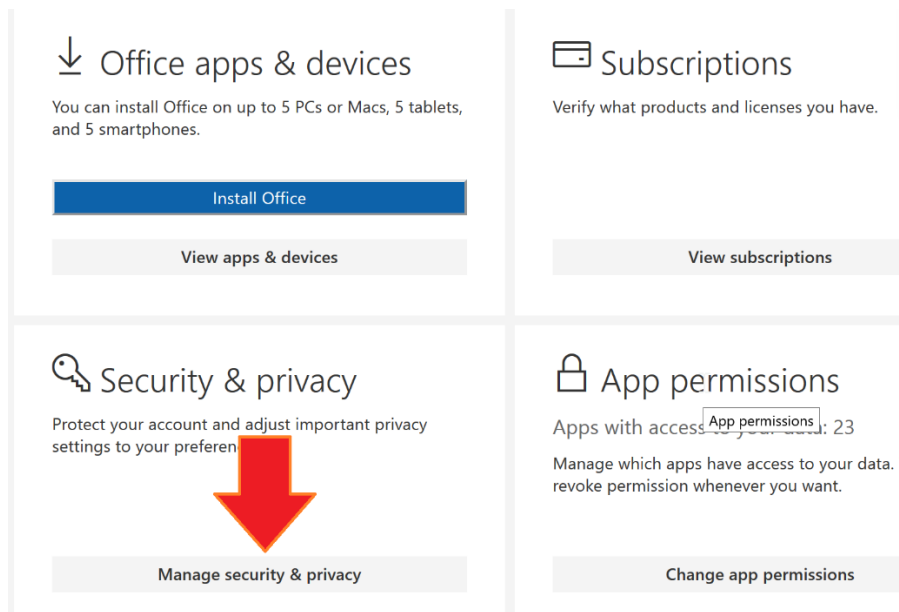 Office apps & devices
You can install Office on up to 5 PCs or Macs, 5 tablets,
and 5 smartphones.
Install Office
View apps & devices
Subscriptions
Verify what products and licenses you have.
View subscriptions
Security & privacy
Protect your account and adjust important privacy
settings to your
Manage security & privacy
App permissions
App permissions
Apps with access data: 23
Manage which apps have access to your data.
revoke permission whenever you want.
Change app permissions